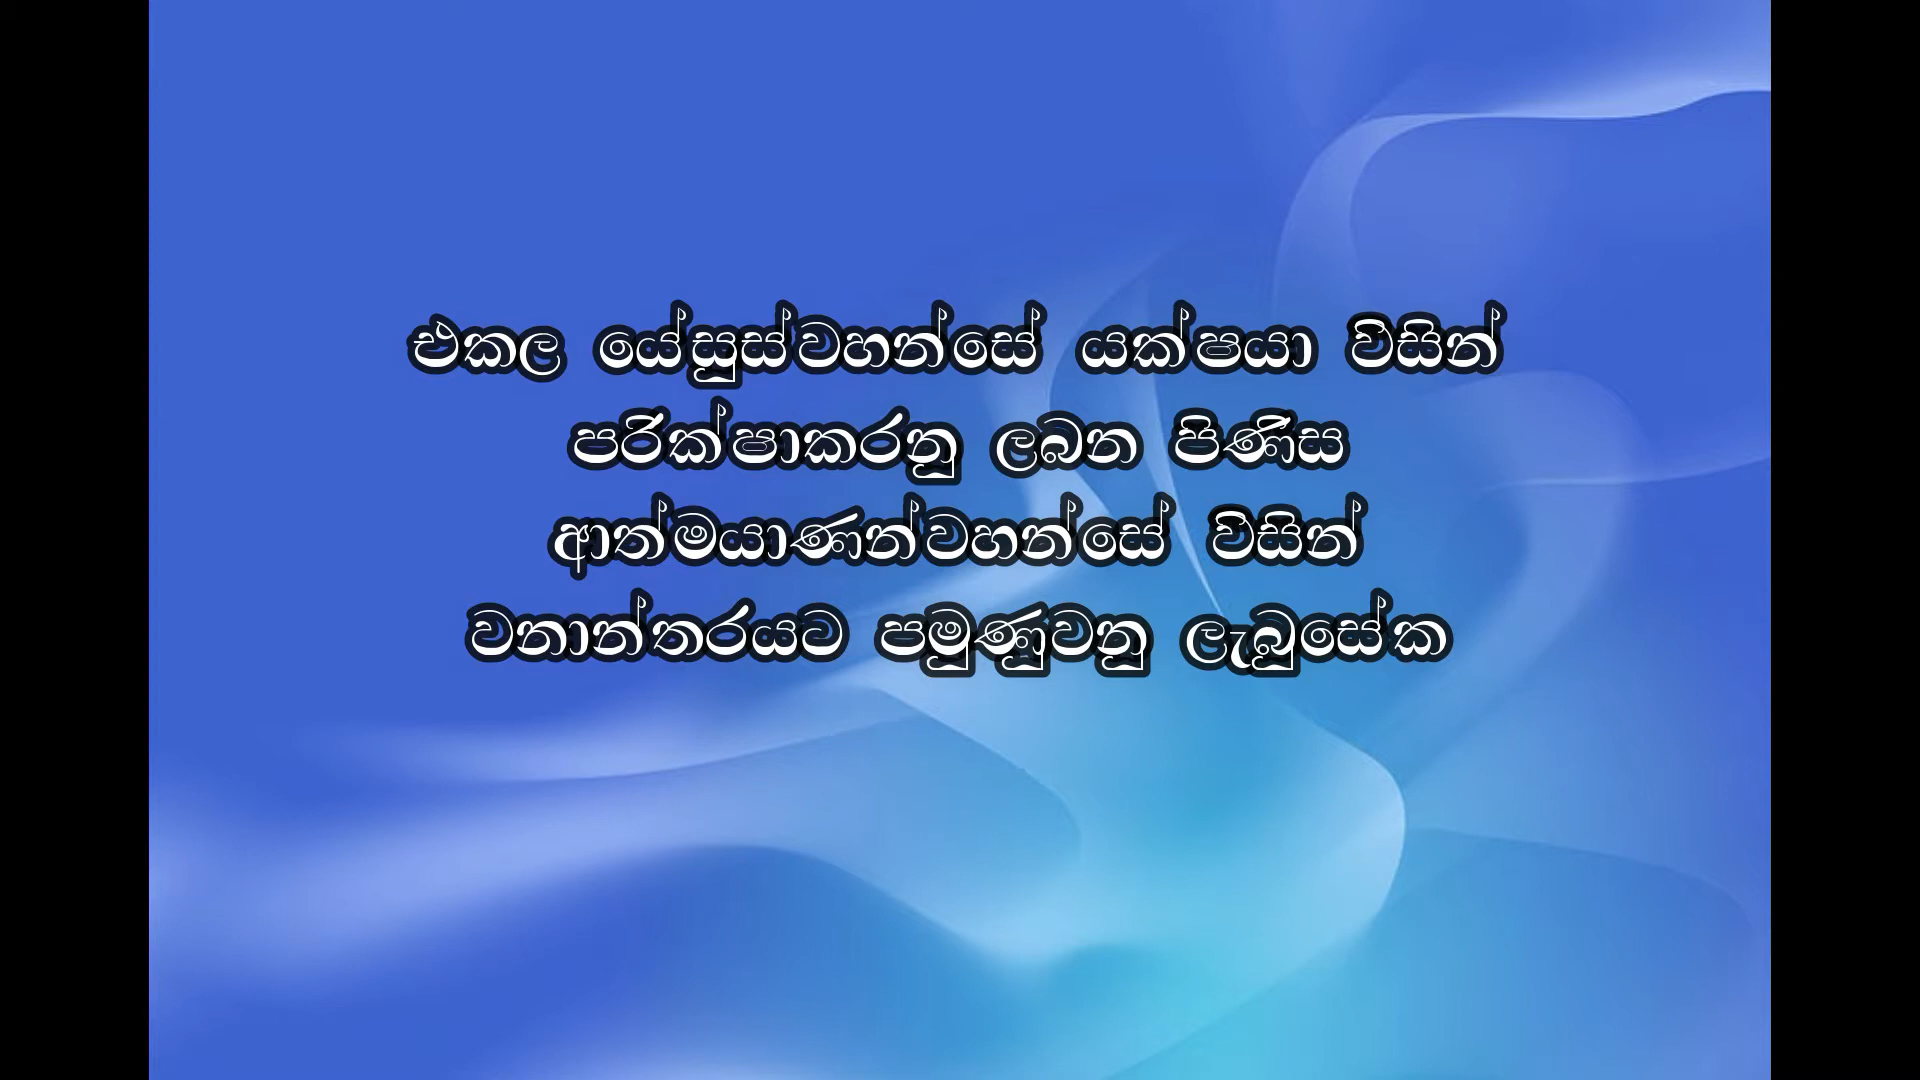 එකල යේසුස්වහන්සේ යක්ෂයා විසින්
පරික්ෂාකරනු ලබන පිණිස
ආත්මයාණන්වහන්සේ විසින්
වනාන්තරයට පමුණුවනු ලැබුසේක